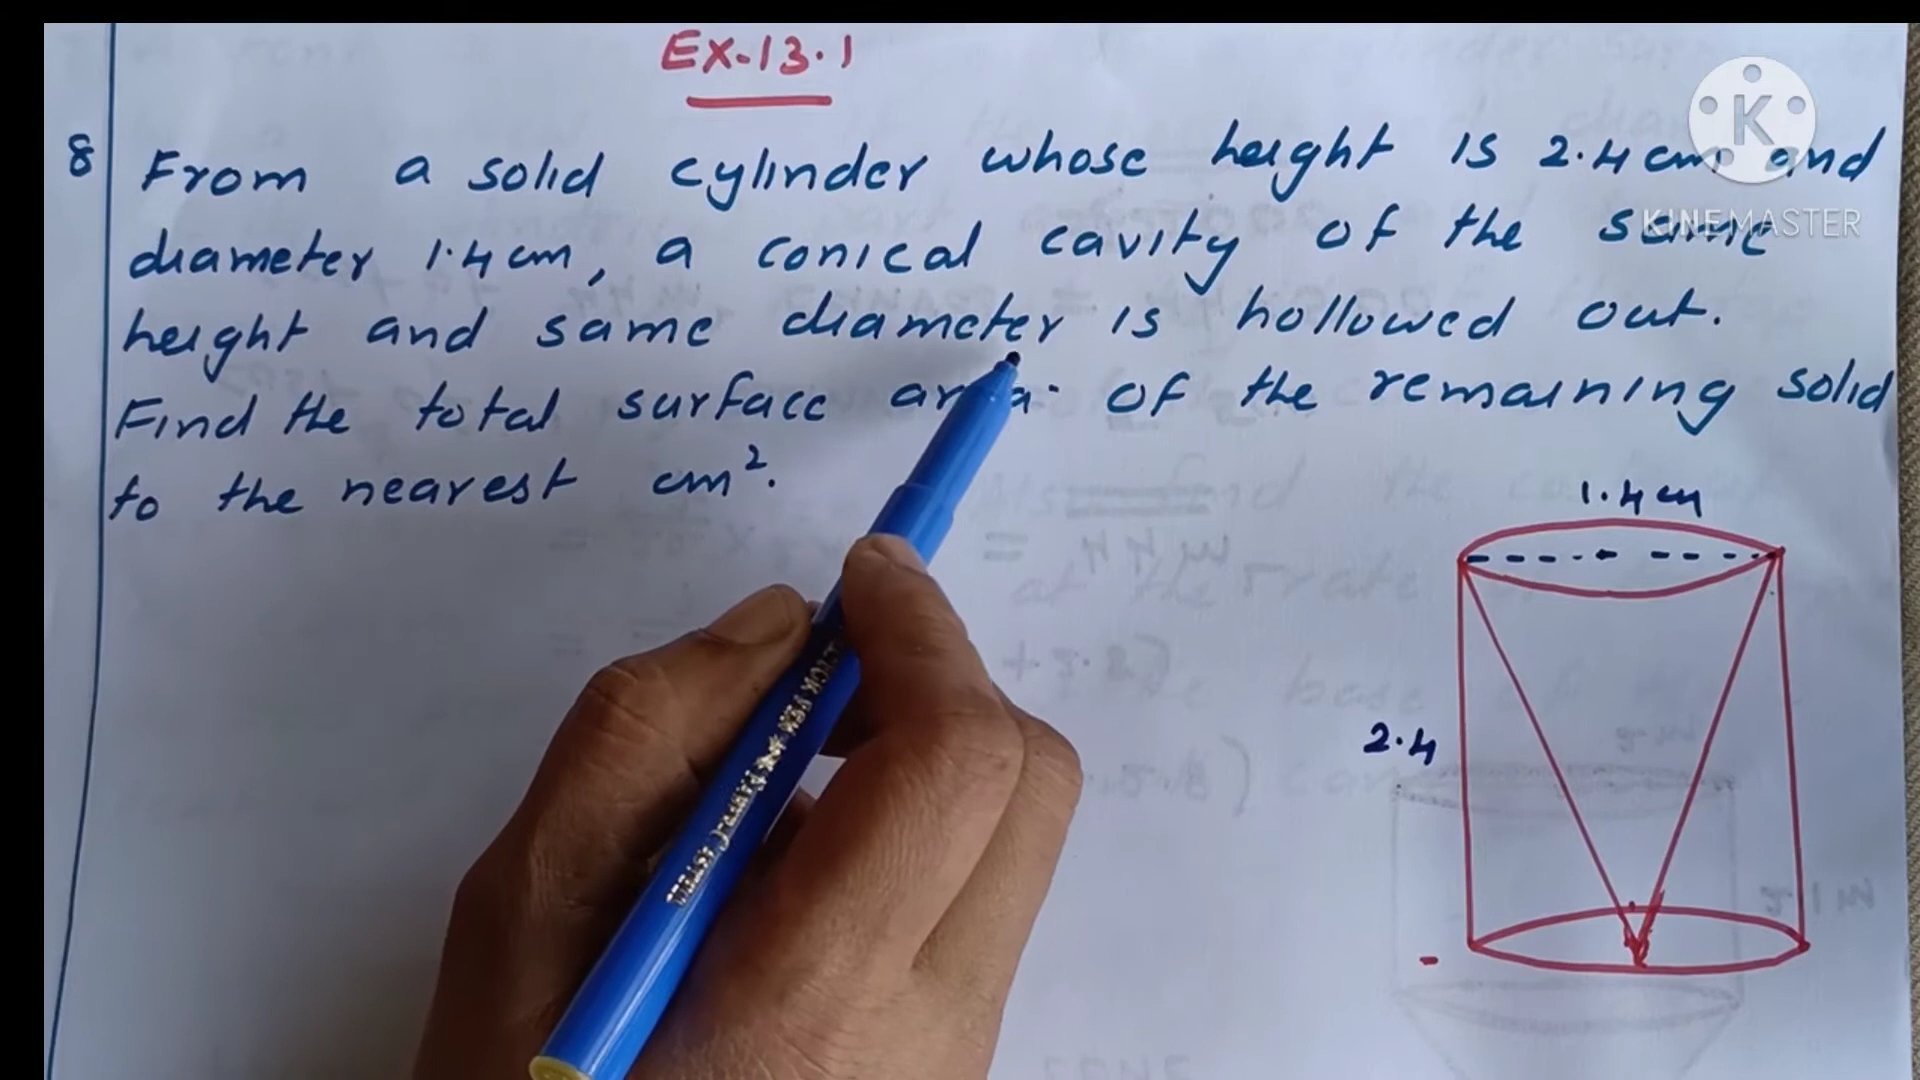 Ex-13.1
8 From a solid cylinder whose height is 2.4 cm and
diameter 1.4 cm, a conical cavity of the same
height and same diameter is hollowed out.
Find the total surface area of the remaining solid
to the nearest cm².
1.4 cm
2.4
K
KINEMASTER